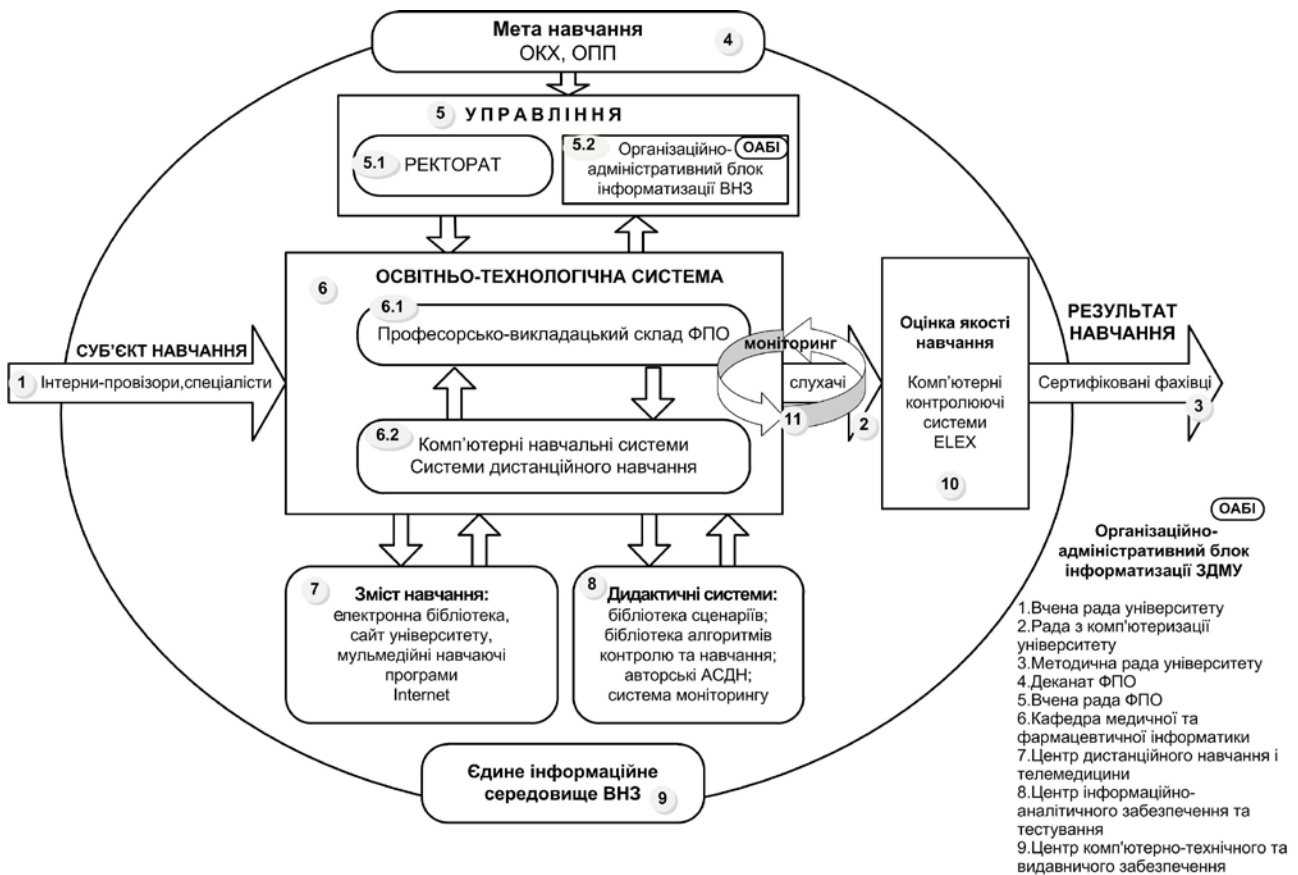 Мета навчання
ОКХ, ОПП
4
5 УПРАВЛІННЯ
5.1 РЕКТОРАТ
5.2 Організаційно- ОАБІ
адміністративний блок
інформатизації ВНЗ
6 ОСВІТНЬО-ТЕХНОЛОГІЧНА СИСТЕМА
6.1
Професорсько-викладацький склад ФПО
6.2
Комп'ютерні навчальні системи
Системи дистанційного навчання
СУБ'ЄКТ НАВЧАННЯ
1 Інтерни-провізори,спеціалісти
моніторинг
слухачі
11
2
Оцінка якості
навчання
Комп'ютерні
контролюючі
системи
ELEX
10
РЕЗУЛЬТАТ
НАВЧАННЯ
Сертифіковані фахівці
3
7 Зміст навчання:
електронна бібліотека,
сайт університету,
мультмедійні навчаючі
програми
Internet
8 Дидактичні системи:
бібліотека сценаріїв;
бібліотека алгоритмів
контролю та навчання;
авторські АСДН;
система моніторингу
Єдине інформаційне
середовище ВНЗ
9
ОАБІ
Організаційно-
адміністративний блок
інформатизації ЗДМУ
1.Вчена рада університету
2.Рада з комп'ютеризації
університету
3.Методична рада університету
4.Деканат ФПО
5.Вчена рада ФПО
6.Кафедра медичної та
фармацевтичної інформатики
7.Центр дистанційного навчання і
телемедицини
8.Центр інформаційно-
аналітичного забезпечення та
тестування
9.Центр комп'ютерно-технічного та
видавничого забезпечення